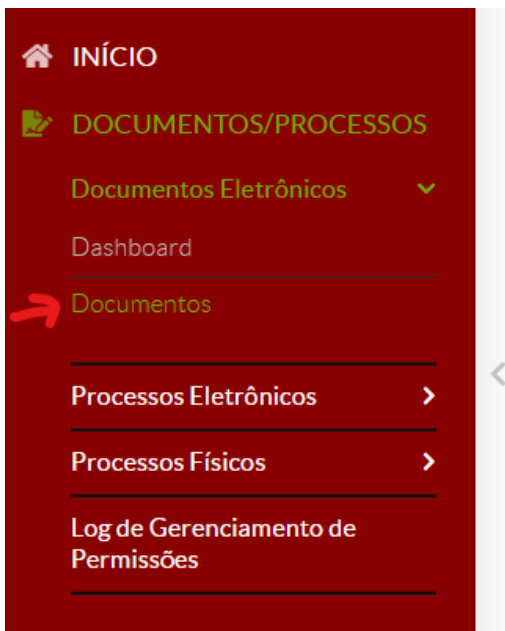 INÍCIO
DOCUMENTOS/PROCESSOS
Documentos Eletrônicos
Dashboard
Documentos
Processos Eletrônicos
Processos Físicos
Log de Gerenciamento de
Permissões